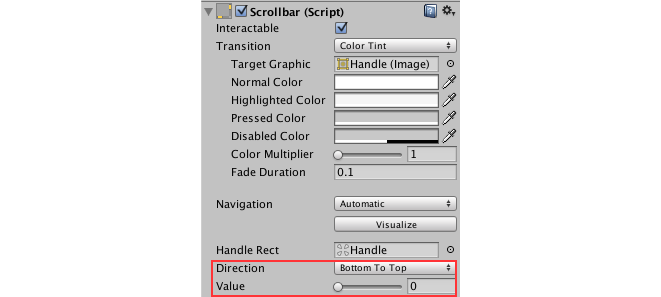 Scrollbar (Script)
Interactable
Transition Color Tint
Target Graphic Handle (Image)
Normal Color
Highlighted Color
Pressed Color
Disabled Color
Color Multiplier 1
Fade Duration 0.1
Navigation Automatic
Visualize
Handle Rect Handle
Direction Bottom To Top
Value 0